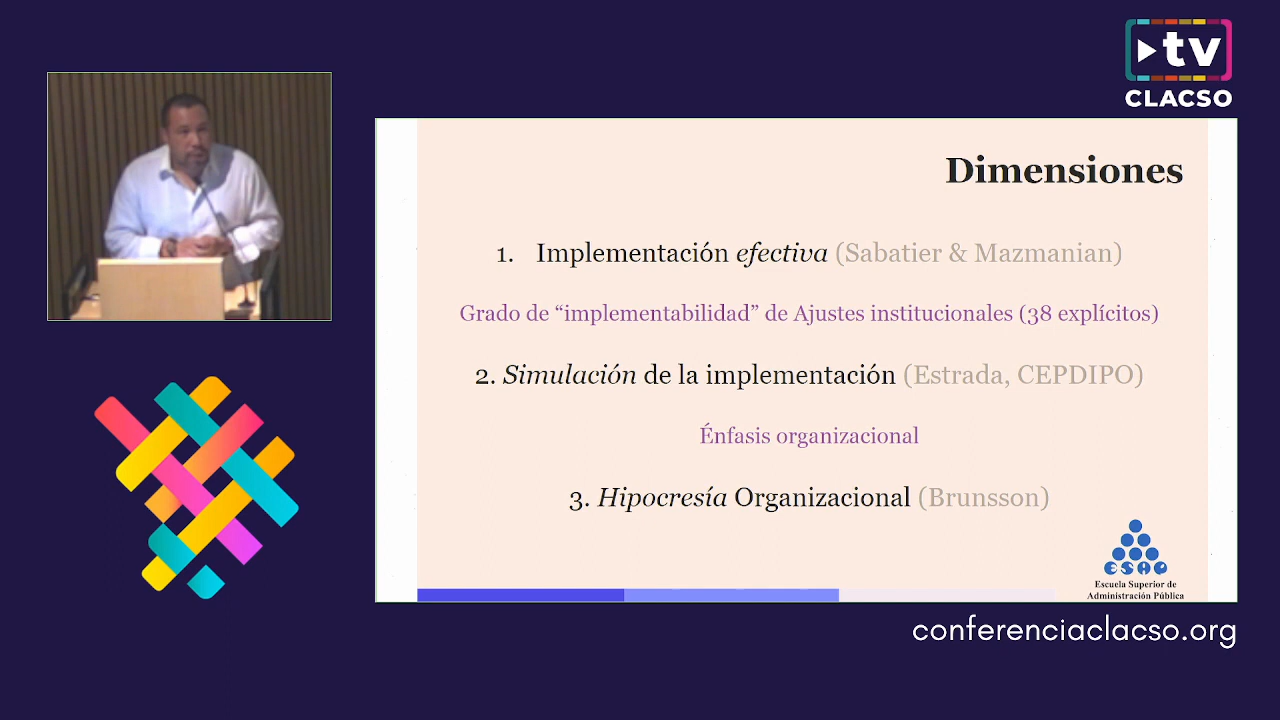 tv
CLACSO
Dimensiones
1. Implementación efectiva (Sabatier & Mazmanian)
Grado de “implementabilidad” de Ajustes institucionales (38 explícitos)
2. Simulación de la implementación (Estrada, CEPDIPO)
Énfasis organizacional
3. Hipocresía Organizacional (Brunsson)
ESAP
Escuela Superior de
Administración Pública
conferenciaclacso.org